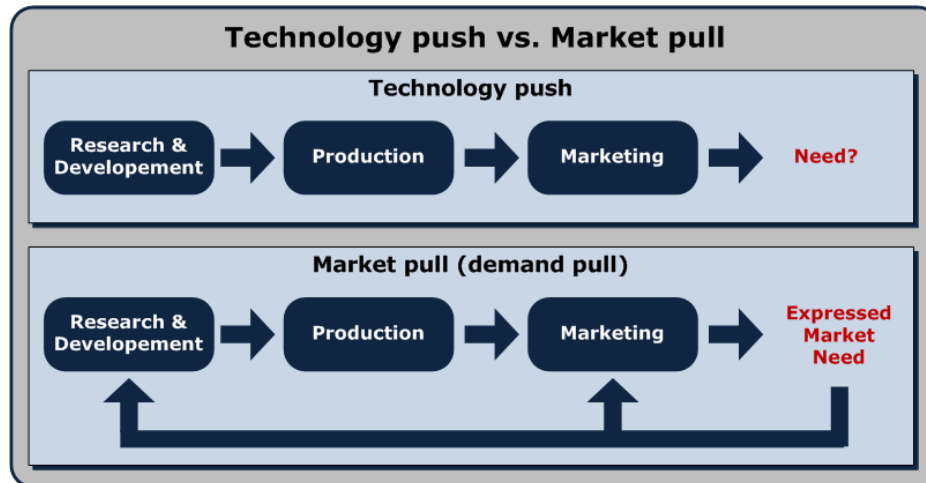 Technology push vs. Market pull
Technology push
Research &
Developement
Production
Marketing
Need?
Market pull (demand pull)
Research &
Developement
Production
Marketing
Expressed
Market
Need